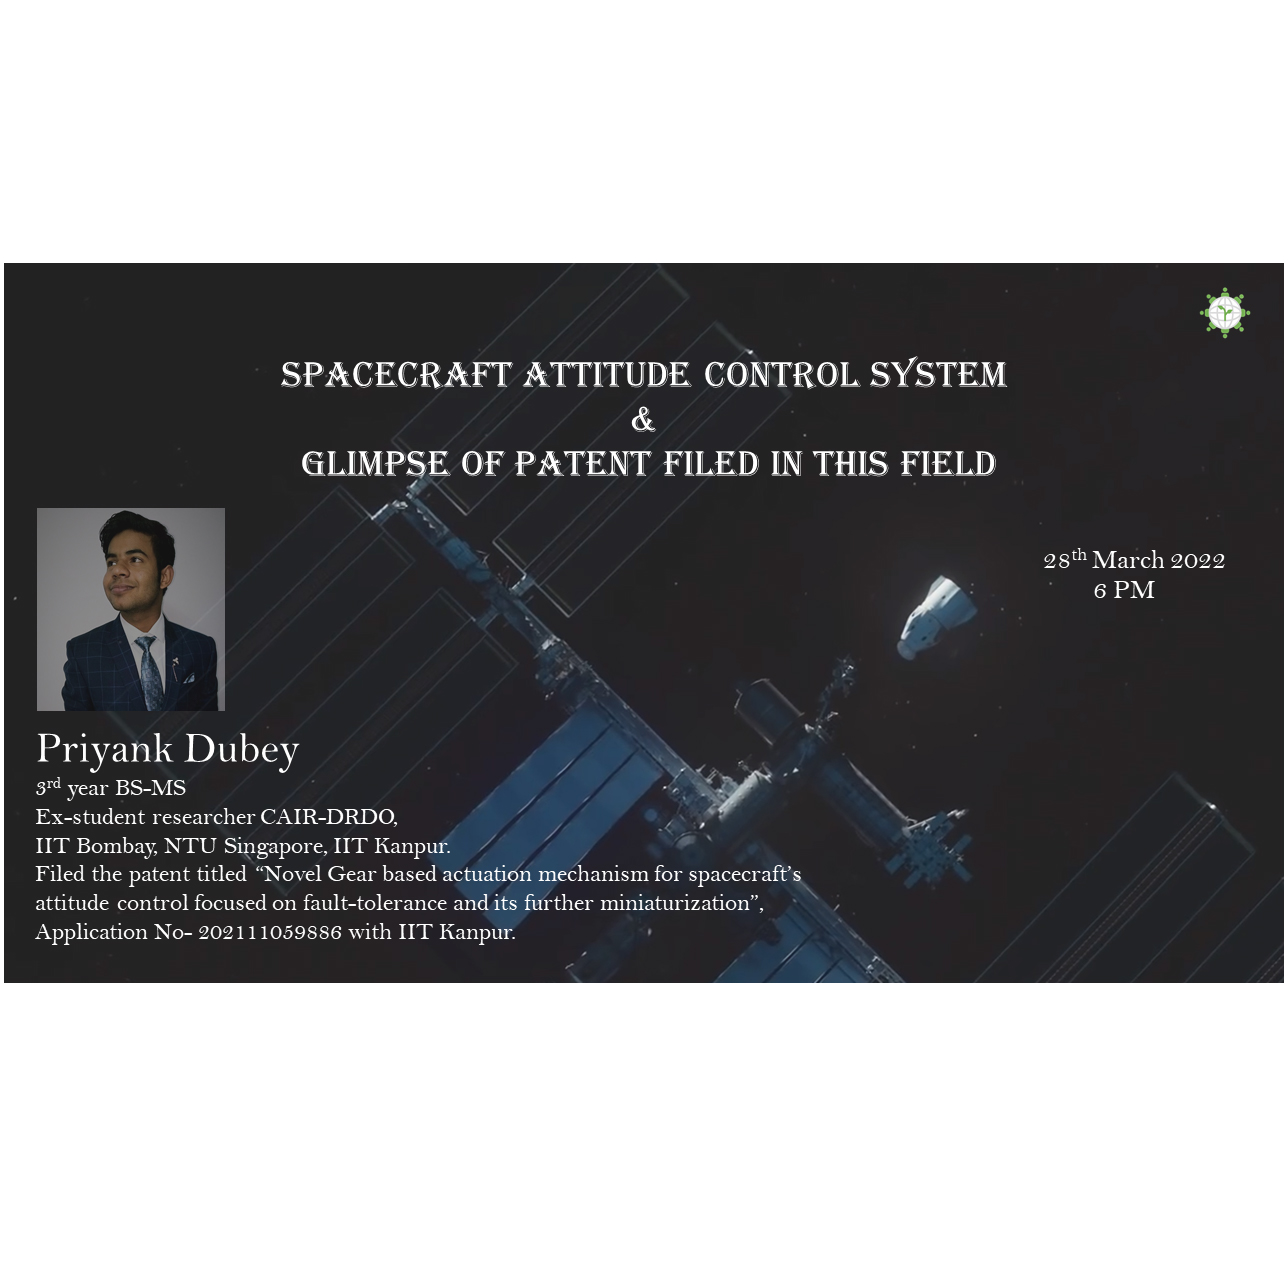 SPACECRAFT ATTITUDE CONTROL SYSTEM
&
GLIMPSE OF PATENT FILED IN THIS FIELD
28th March 2022
6 PM
Priyank Dubey
3rd year BS-MS
Ex-student researcher CAIR-DRDO,
IIT Bombay, NTU Singapore, IIT Kanpur.
Filed the patent titled “Novel Gear based actuation mechanism for spacecraft’s
attitude control focused on fault-tolerance and its further miniaturization”,
Application No- 202111059886 with IIT Kanpur.